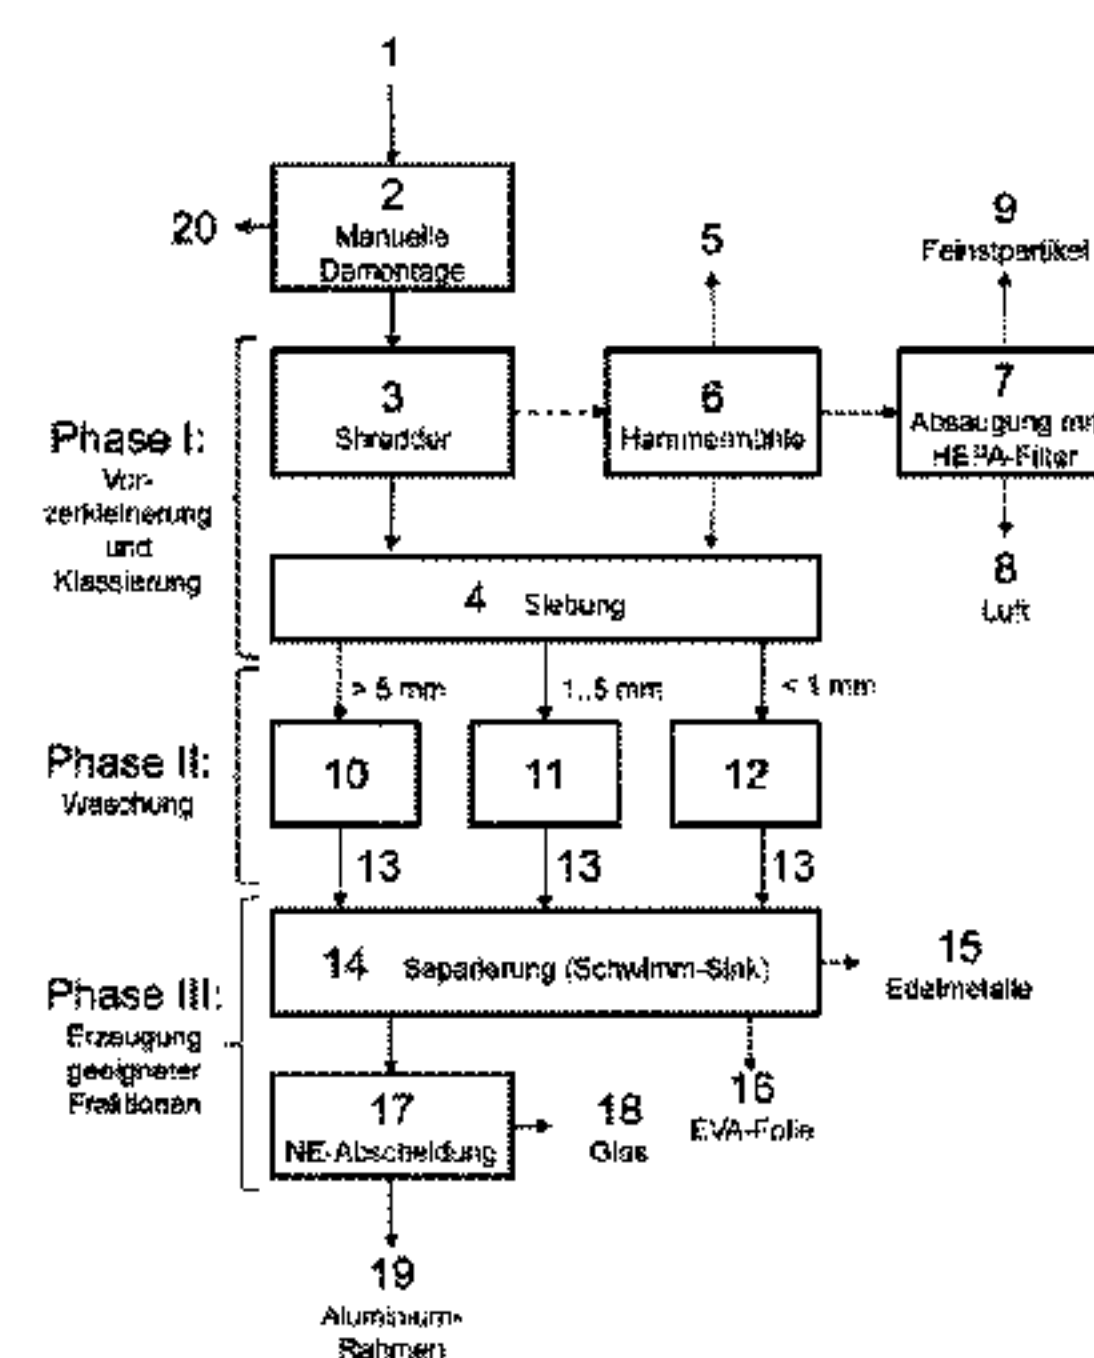 1
2
Manuelle
Demontage
20
5
9
Feinstpartikel
Phase I:
Vor-
zerkleinerung
und
Klassierung
3
Shredder
6
Hammermühle
7
Absaugung mit
HEPA-Filter
8
Luft
4 Siebung
> 5 mm
1..5 mm
< 1 mm
Phase II:
Waschung
10
11
12
13
13
13
Phase III:
Erzeugung
geeigneter
Fraktionen
14 Separierung (Schwimm-Sink)
15
Edelmetalle
16
EVA-Folie
17
NE-Abscheidung
18
Glas
19
Aluminium-
Rahmen